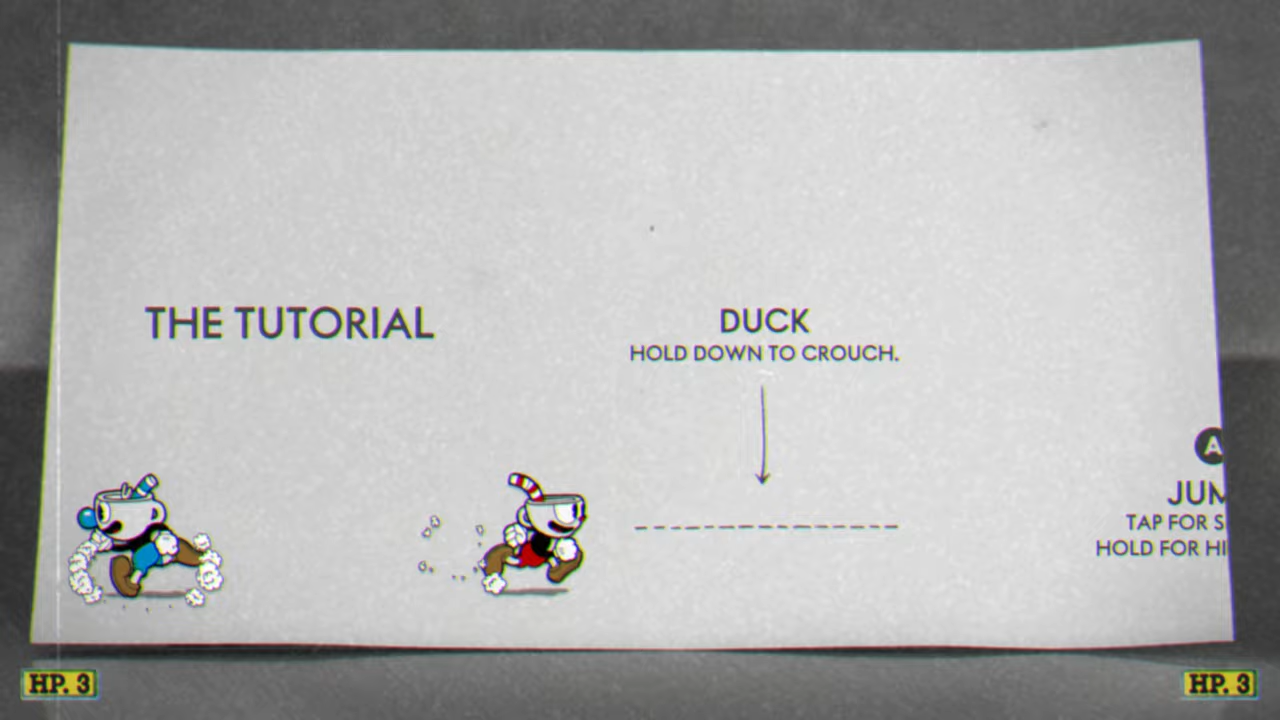 THE TUTORIAL
DUCK
HOLD DOWN TO CROUCH.
A
JUM
TAP FOR S
HOLD FOR HI
HP. 3
HP. 3